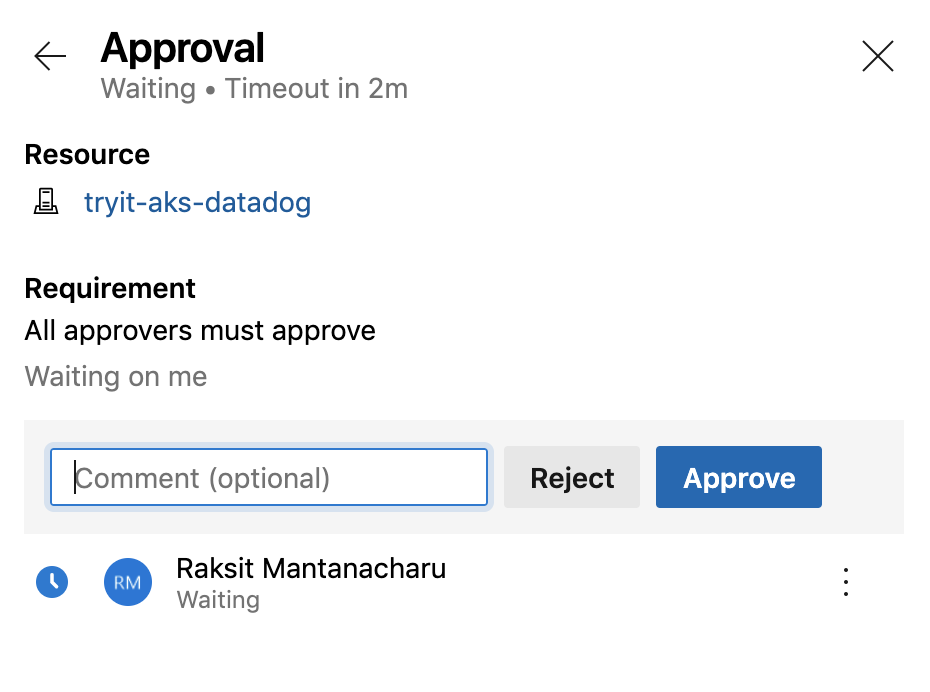 Approval
Waiting • Timeout in 2m
Resource
tryit-aks-datadog
Requirement
All approvers must approve
Waiting on me
Comment (optional) Reject Approve
RM Raksit Mantanacharu
Waiting